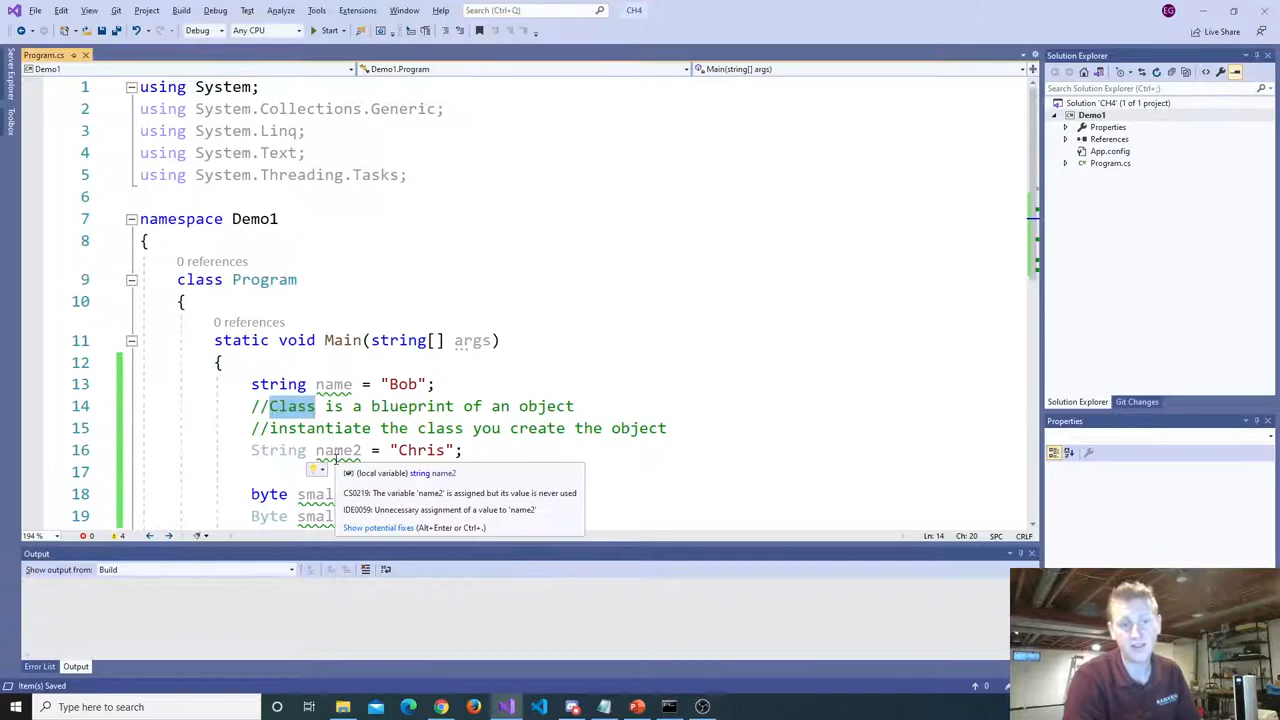 File Edit View Git Project Build Debug Test Analyze Tools Extensions Window Help Search (Ctrl+Q) CH4 EG
Debug Any CPU Start Live Share
Program.cs
Demo1 Demo1.Program Main(string[] args)
1 using System;
2 using System.Collections.Generic;
3 using System.Linq;
4 using System.Text;
5 using System.Threading.Tasks;
6
7 namespace Demo1
8 {
0 references
9 class Program
10 {
0 references
11 static void Main(string[] args)
12 {
13 string name = "Bob";
14 //Class is a blueprint of an object
15 //instantiate the class you create the object
16 String name2 = "Chris";
17
18 byte smal
19 Byte smal
(local variable) string name2
CS0219: The variable 'name2' is assigned but its value is never used
IDE0059: Unnecessary assignment of a value to 'name2'
Show potential fixes (Alt+Enter or Ctrl+.)
194 % 0 4 Ln: 14 Ch: 20 SPC CRLF
Output
Show output from: Build
Error List Output
Item(s) Saved 0
Type here to search
Server Explorer
Toolbox
Solution Explorer
Search Solution Explorer (Ctrl+;)
Solution 'CH4' (1 of 1 project)
Demo1
Properties
References
App.config
Program.cs
Solution Explorer Git Changes
Properties